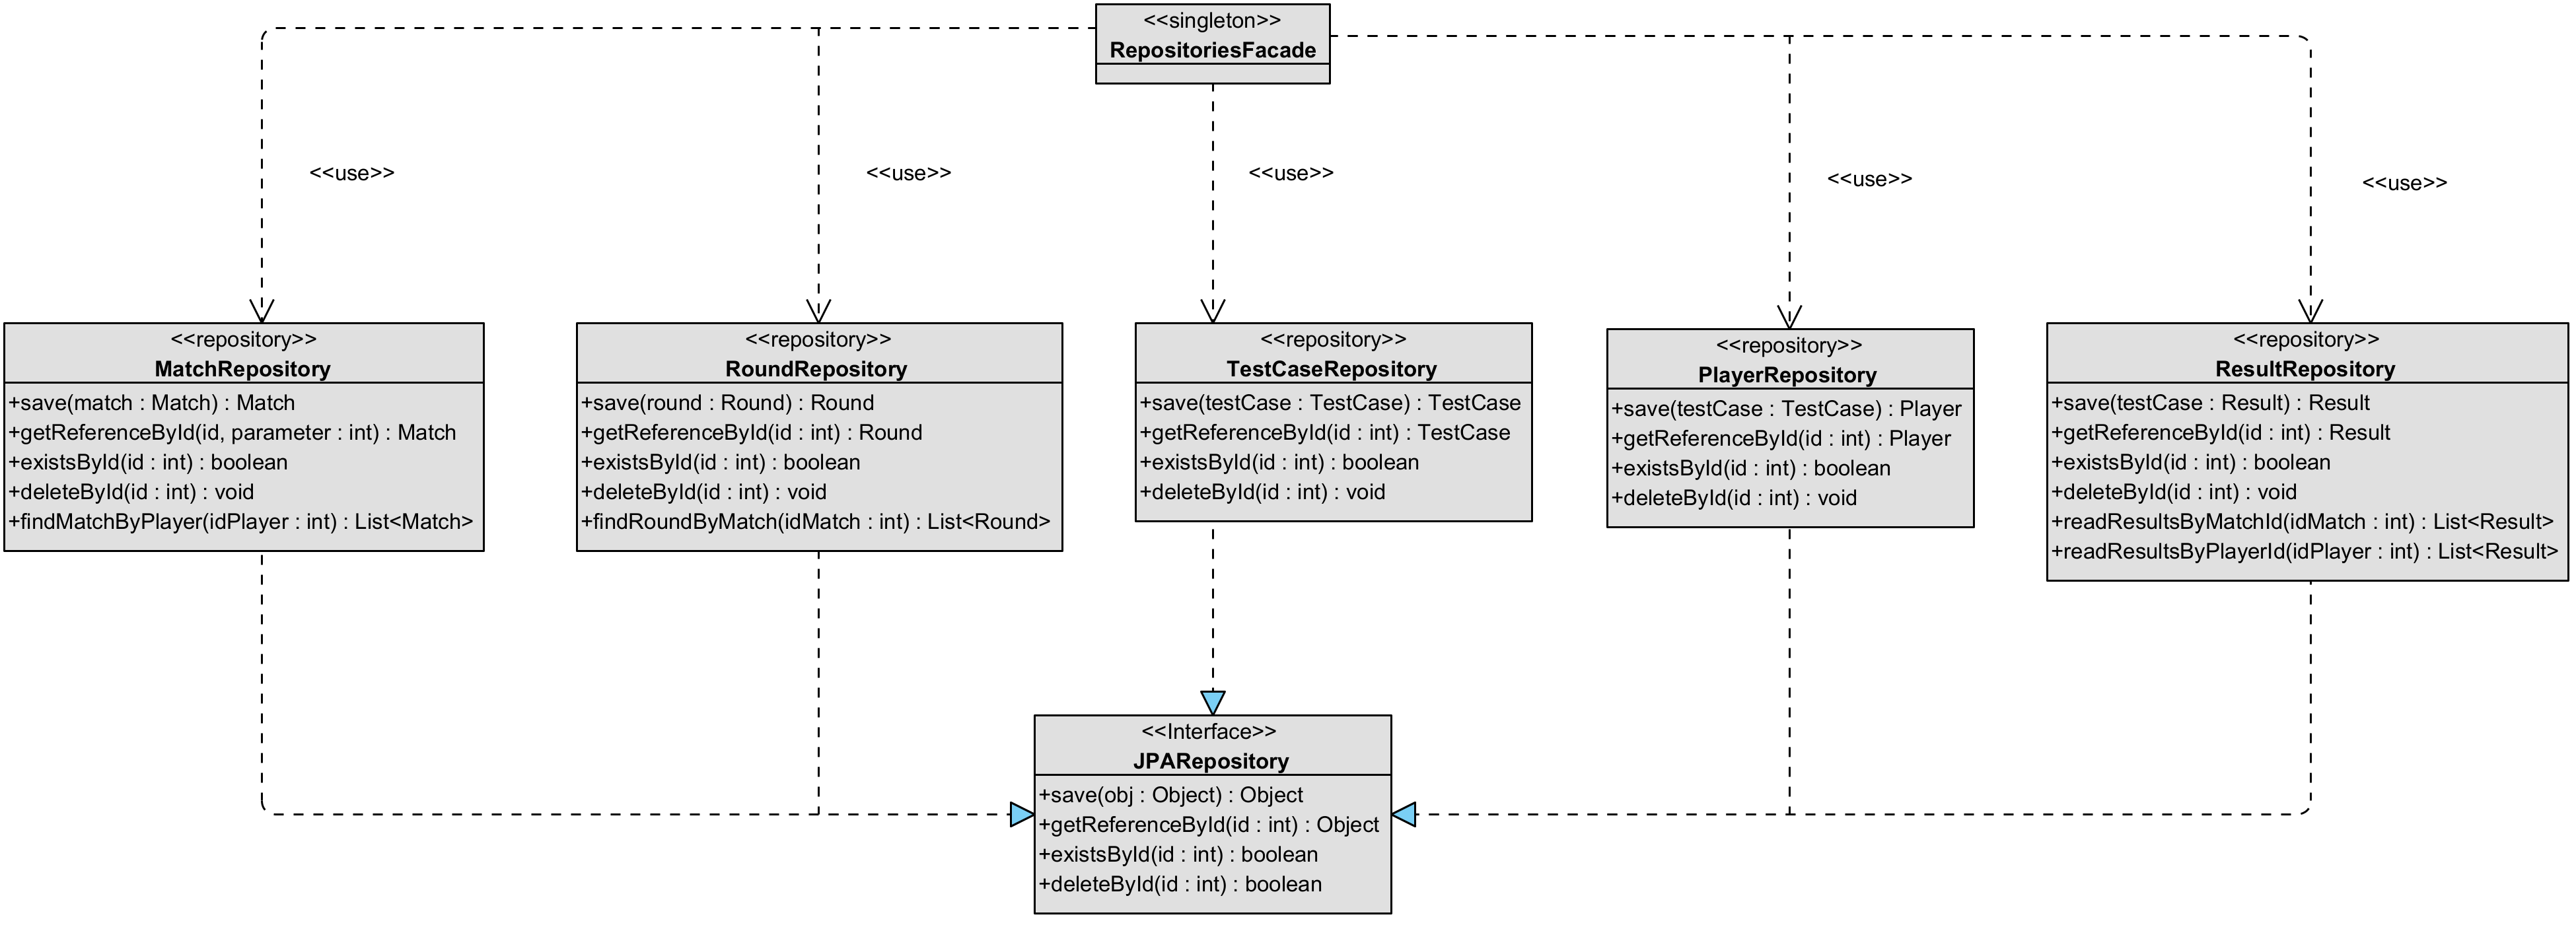 <<singleton>>
RepositoriesFacade
<<use>>
<<use>>
<<use>>
<<use>>
<<use>>
<<repository>>
MatchRepository
+save(match : Match) : Match
+getReferenceById(id, parameter : int) : Match
+existsById(id : int) : boolean
+deleteById(id : int) : void
+findMatchByPlayer(idPlayer : int) : List<Match>
<<repository>>
RoundRepository
+save(round : Round) : Round
+getReferenceById(id : int) : Round
+existsById(id : int) : boolean
+deleteById(id : int) : void
+findRoundByMatch(idMatch : int) : List<Round>
<<repository>>
TestCaseRepository
+save(testCase : TestCase) : TestCase
+getReferenceById(id : int) : TestCase
+existsById(id : int) : boolean
+deleteById(id : int) : void
<<repository>>
PlayerRepository
+save(testCase : TestCase) : Player
+getReferenceById(id : int) : Player
+existsById(id : int) : boolean
+deleteById(id : int) : void
<<repository>>
ResultRepository
+save(testCase : Result) : Result
+getReferenceById(id : int) : Result
+existsById(id : int) : boolean
+deleteById(id : int) : void
+readResultsByMatchId(idMatch : int) : List<Result>
+readResultsByPlayerId(idPlayer : int) : List<Result>
<<Interface>>
JPARepository
+save(obj : Object) : Object
+getReferenceById(id : int) : Object
+existsById(id : int) : boolean
+deleteById(id : int) : boolean